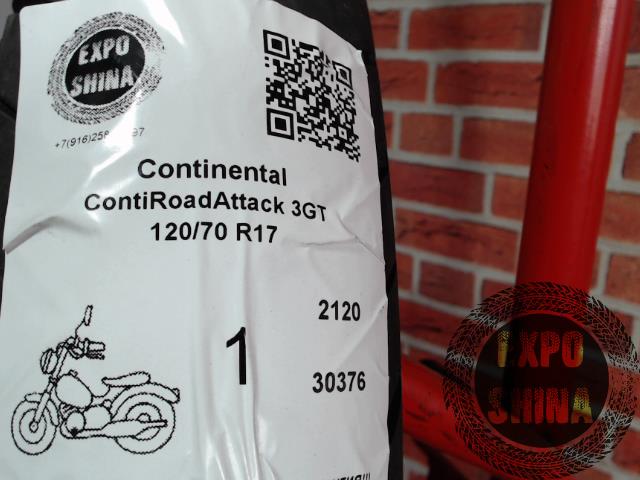 EXPO
SHINA
Continental
ContiRoadAttack 3GT
120/70 R17
2120
1
30376
EXPO
SHINA